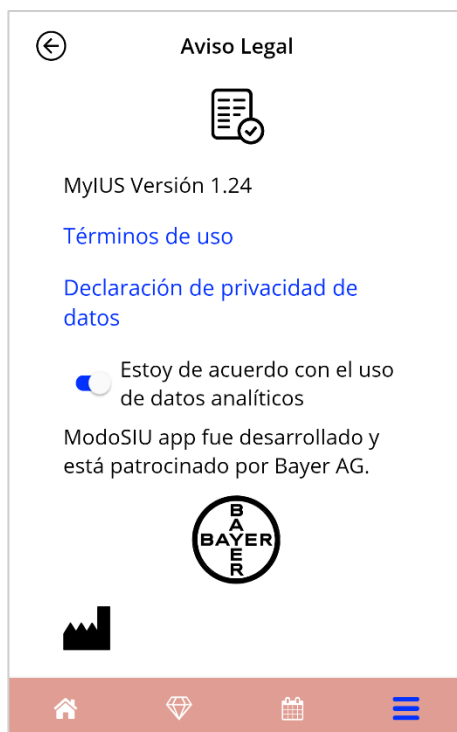 Aviso Legal
MyIUS Versión 1.24
Términos de uso
Declaración de privacidad de
datos
Estoy de acuerdo con el uso
de datos analíticos
ModoSIU app fue desarrollado y
está patrocinado por Bayer AG.
BAYER
BAYER